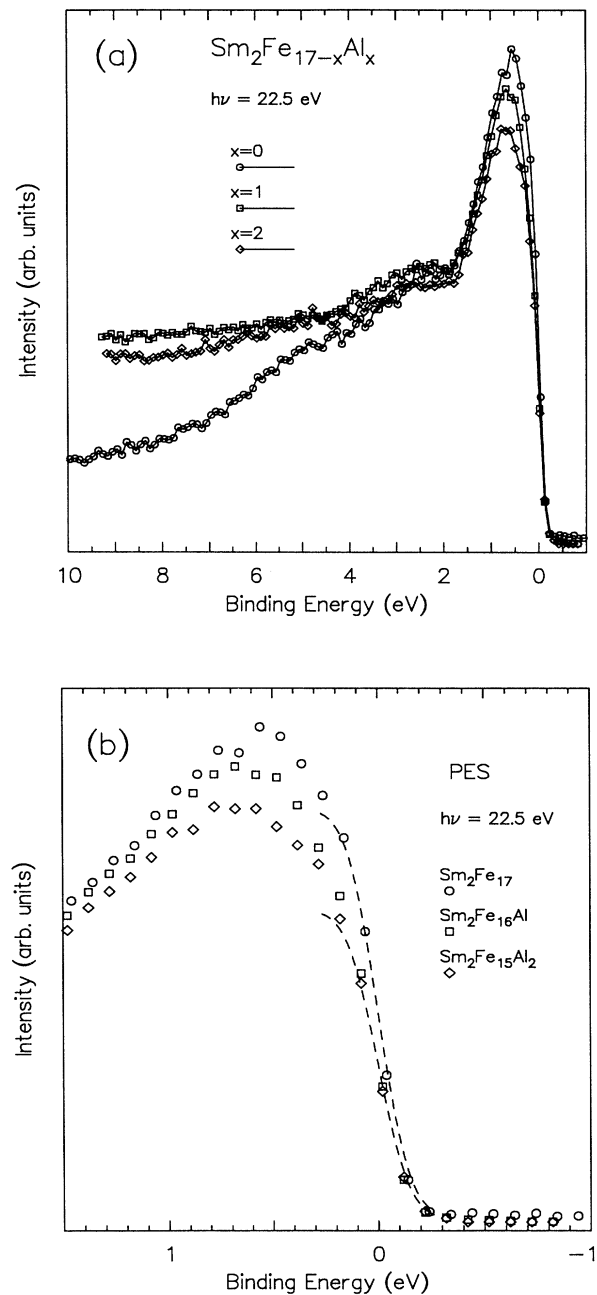 (a)
Sm₂Fe₁₇₋ₓAlₓ
hν = 22.5 eV
x=0
x=1
x=2
Intensity (arb. units)
10 8 6 4 2 0
Binding Energy (eV)
(b)
PES
hν = 22.5 eV
Sm₂Fe₁₇
Sm₂Fe₁₆Al
Sm₂Fe₁₅Al₂
Intensity (arb. units)
1 0 −1
Binding Energy (eV)